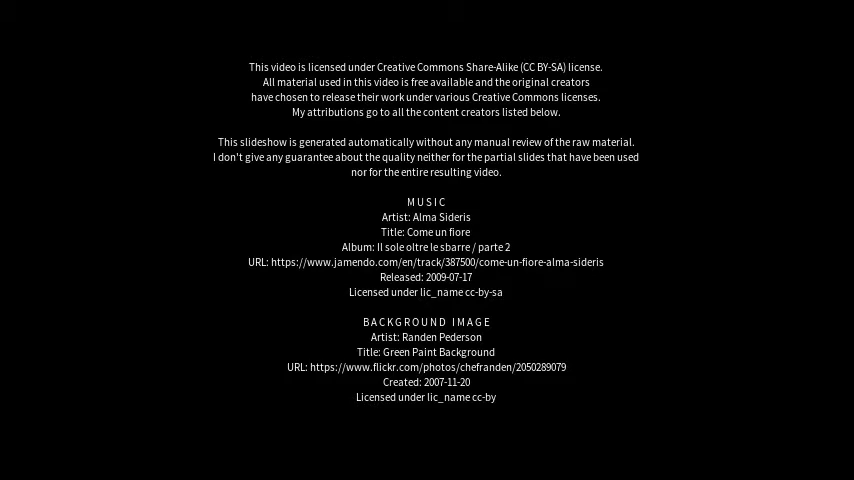 This video is licensed under Creative Commons Share-Alike (CC BY-SA) license.
All material used in this video is free available and the original creators
have chosen to release their work under various Creative Commons licenses.
My attributions go to all the content creators listed below.
This slideshow is generated automatically without any manual review of the raw material.
I don't give any guarantee about the quality neither for the partial slides that have been used
nor for the entire resulting video.
MUSIC
Artist: Alma Sideris
Title: Come un fiore
Album: Il sole oltre le sbarre / parte 2
URL: https://www.jamendo.com/en/track/387500/come-un-fiore-alma-sideris
Released: 2009-07-17
Licensed under lic_name cc-by-sa
BACKGROUND IMAGE
Artist: Randen Pederson
Title: Green Paint Background
URL: https://www.flickr.com/photos/chefranden/2050289079
Created: 2007-11-20
Licensed under lic_name cc-by